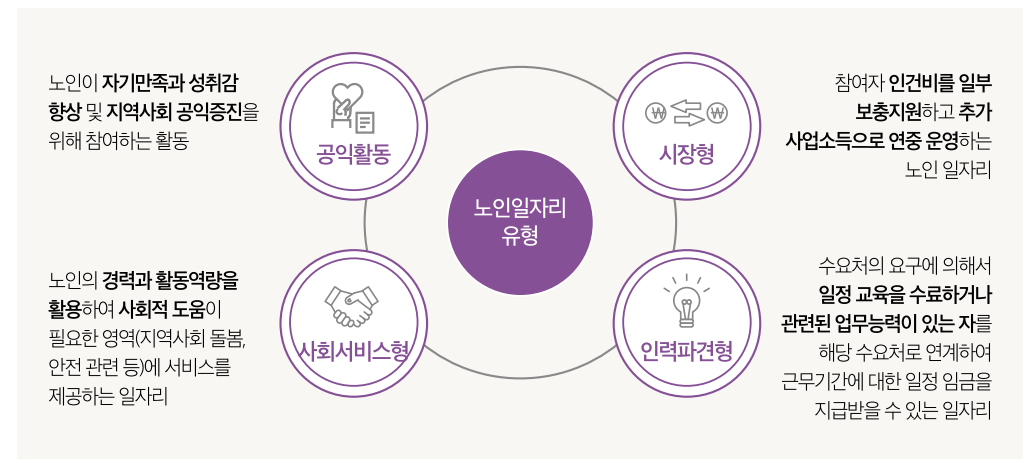 노인이 자기만족과 성취감
향상 및 지역사회 공익증진을
위해 참여하는 활동
공익활동
시장형
참여자 인건비를 일부
보충지원하고 추가
사업소득으로 연중 운영하는
노인 일자리
노인일자리
유형
노인의 경력과 활동역량을
활용하여 사회적 도움이
필요한 영역(지역사회 돌봄,
안전 관련 등)에 서비스를
제공하는 일자리
사회서비스형
인력파견형
수요처의 요구에 의해서
일정 교육을 수료하거나
관련된 업무능력이 있는 자를
해당 수요처로 연계하여
근무기간에 대한 일정 임금을
지급받을 수 있는 일자리